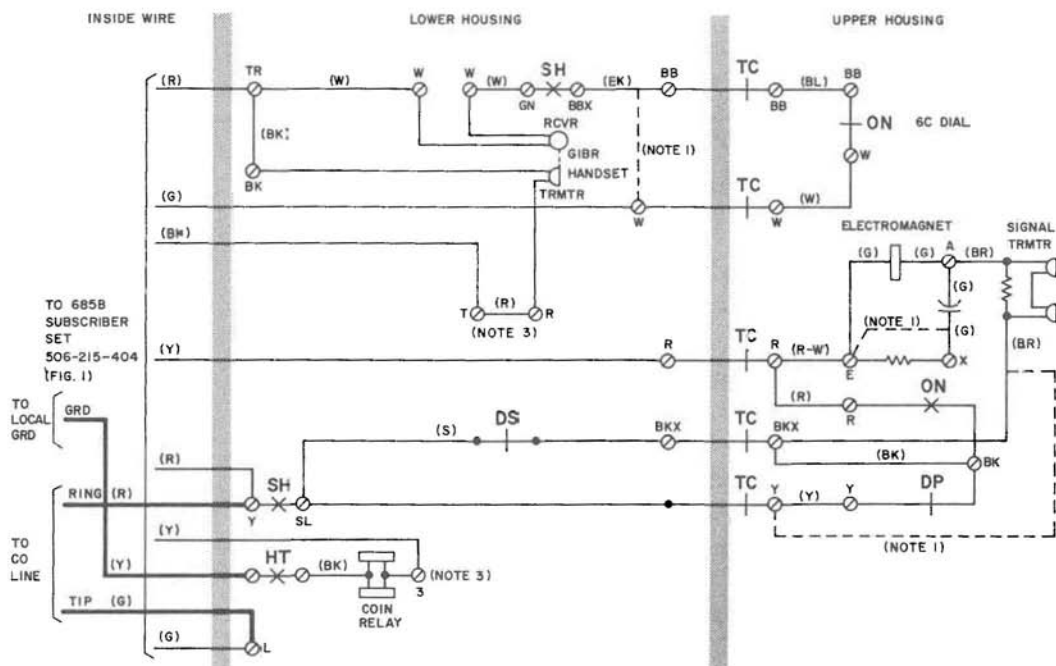 INSIDE WIRE LOWER HOUSING UPPER HOUSING
(R) TR (W) W W (W) SH (EK) BB TC (BL) BB
GN BBX BB
RCVR
ON 6C DIAL
(BK) GIBR (NOTE 1) W
HANDSET
BK TRMTR
(G) W TC (W)
W
(BK) ELECTROMAGNET SIGNAL
TRMTR
(G) (G) A (BR)
(G)
T (R) R
(NOTE 3) (NOTE 1) (G)
(BR)
TO 685B
SUBSCRIBER
SET
506-215-404
(FIG. 1)
(Y) R TC R (R-W) E X
(R) R ON
TO
LOCAL
GRD
GRD
(S) DS BKX TC BKX
(BK) BK
(R)
RING (R) Y SH SL TC Y (Y) Y DP
(NOTE 1)
TO
CO
LINE
(Y)
(Y) HT (BK) 3 (NOTE 3)
COIN
RELAY
TIP (G)
(G) L